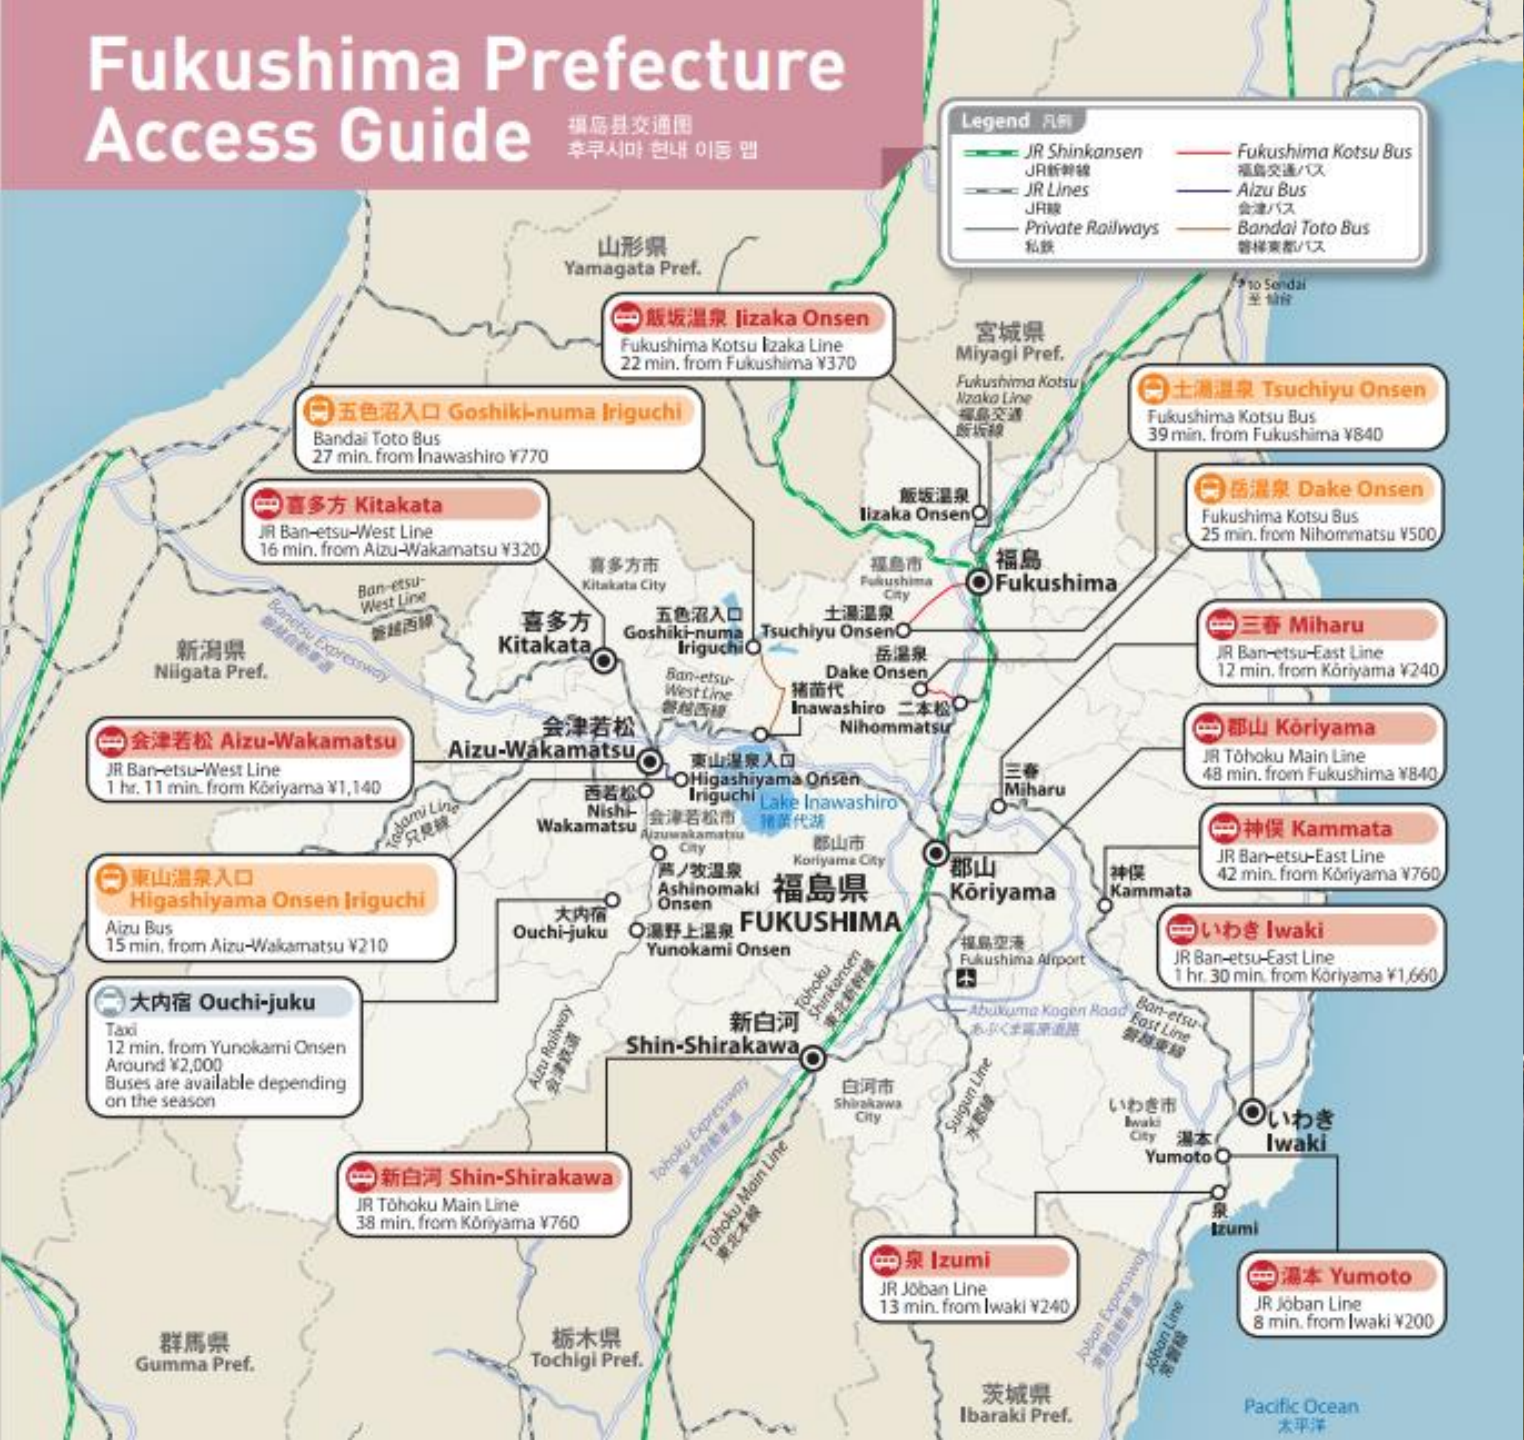 Fukushima Prefecture
Access Guide
福岛县交通图
후쿠시마 현내 이동 맵
Legend 凡例
JR Shinkansen
JR新幹線
JR Lines
JR線
Private Railways
私鉄
Fukushima Kotsu Bus
福島交通バス
Aizu Bus
会津バス
Bandai Toto Bus
磐梯東都バス
to Sendai
至 仙台
山形県
Yamagata Pref.
宮城県
Miyagi Pref.
飯坂温泉 Iizaka Onsen
Fukushima Kotsu Iizaka Line
22 min. from Fukushima ¥370
Fukushima Kotsu
Iizaka Line
福島交通
飯坂線
土湯温泉 Tsuchiyu Onsen
Fukushima Kotsu Bus
39 min. from Fukushima ¥840
五色沼入口 Goshiki-numa Iriguchi
Bandai Toto Bus
27 min. from Inawashiro ¥770
岳温泉 Dake Onsen
Fukushima Kotsu Bus
25 min. from Nihommatsu ¥500
喜多方 Kitakata
JR Ban-etsu-West Line
16 min. from Aizu-Wakamatsu ¥320
飯坂温泉
Iizaka Onsen
福島
Fukushima
福島市
Fukushima
City
喜多方市
Kitakata City
Ban-etsu-
West Line
磐越西線
Banetsu Expressway
磐越自動車道
新潟県
Niigata Pref.
喜多方
Kitakata
五色沼入口
Goshiki-numa
Iriguchi
土湯温泉
Tsuchiyu Onsen
岳温泉
Dake Onsen
Ban-etsu-
West Line
磐越西線
猪苗代
Inawashiro
二本松
Nihommatsu
三春 Miharu
JR Ban-etsu-East Line
12 min. from Kōriyama ¥240
会津若松 Aizu-Wakamatsu
JR Ban-etsu-West Line
1 hr. 11 min. from Kōriyama ¥1,140
会津若松
Aizu-Wakamatsu
東山温泉入口
Higashiyama Onsen
Iriguchi
西若松
Nishi-
Wakamatsu
会津若松市
Aizuwakamatsu
City
Lake Inawashiro
猪苗代湖
郡山 Kōriyama
JR Tōhoku Main Line
48 min. from Fukushima ¥840
三春
Miharu
Tadami Line
只見線
郡山市
Koriyama City
郡山
Kōriyama
神俣 Kammata
JR Ban-etsu-East Line
42 min. from Kōriyama ¥760
神俣
Kammata
東山温泉入口
Higashiyama Onsen Iriguchi
Aizu Bus
15 min. from Aizu-Wakamatsu ¥210
芦ノ牧温泉
Ashinomaki
Onsen
福島県
FUKUSHIMA
大内宿
Ouchi-juku
湯野上温泉
Yunokami Onsen
福島空港
Fukushima Airport
いわき Iwaki
JR Ban-etsu-East Line
1 hr. 30 min. from Kōriyama ¥1,660
大内宿 Ouchi-juku
Taxi
12 min. from Yunokami Onsen
Around ¥2,000
Buses are available depending
on the season
Tōhoku
Shinkansen
東北新幹線
Abukuma Kogen Road
あぶくま高原道路
Ban-etsu-
East Line
磐越東線
新白河
Shin-Shirakawa
Aizu Railway
会津鉄道
白河市
Shirakawa
City
Suigun Line
水郡線
いわき市
Iwaki
City
いわき
Iwaki
湯本
Yumoto
Tohoku Expressway
東北自動車道
Tōhoku Main Line
東北本線
新白河 Shin-Shirakawa
JR Tōhoku Main Line
38 min. from Kōriyama ¥760
泉
Izumi
泉 Izumi
JR Jōban Line
13 min. from Iwaki ¥240
湯本 Yumoto
JR Jōban Line
8 min. from Iwaki ¥200
Joban Expressway
常磐自動車道
Jōban Line
常磐線
群馬県
Gumma Pref.
栃木県
Tochigi Pref.
茨城県
Ibaraki Pref.
Pacific Ocean
太平洋